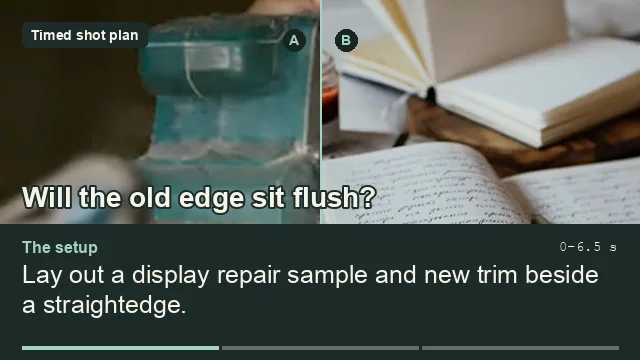 Timed shot plan
A
B
Will the old edge sit flush?
The setup
0–6.5 s
Lay out a display repair sample and new trim beside
a straightedge.